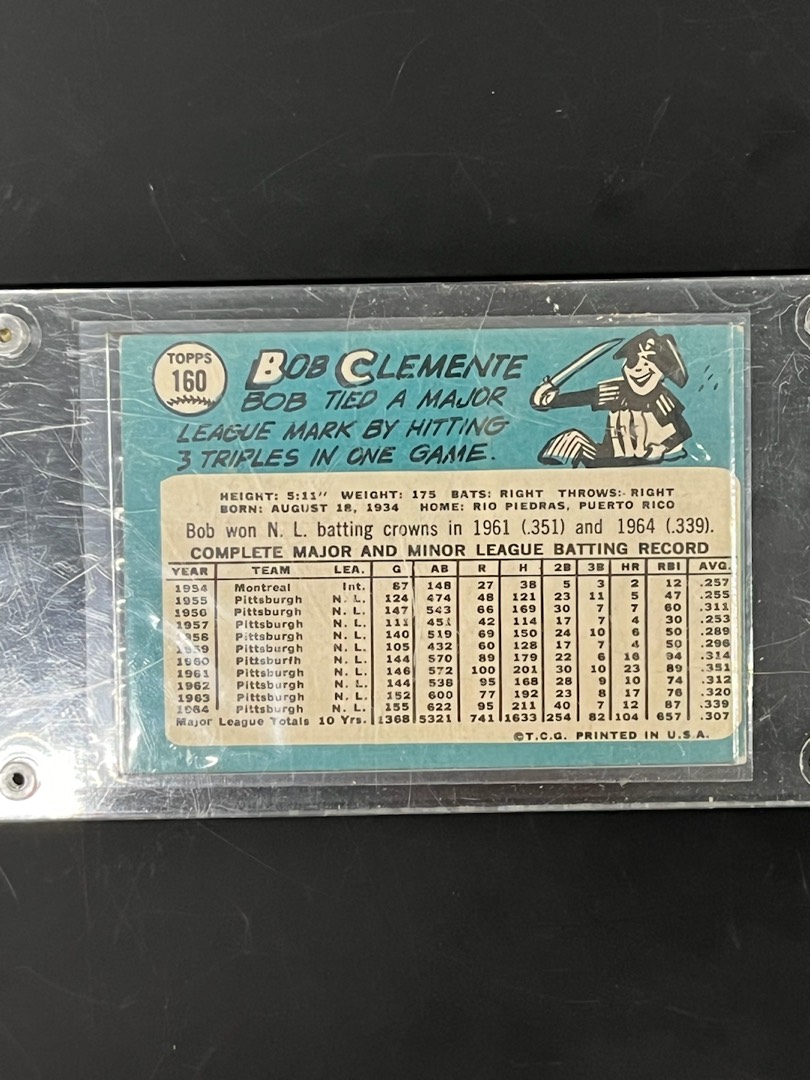 TOPPS
160
BOB CLEMENTE
BOB TIED A MAJOR
LEAGUE MARK BY HITTING
3 TRIPLES IN ONE GAME.
HEIGHT: 5:11" WEIGHT: 175 BATS: RIGHT THROWS: RIGHT
BORN: AUGUST 18, 1934 HOME: RIO PIEDRAS, PUERTO RICO
Bob won N. L. batting crowns in 1961 (.351) and 1964 (.339).
COMPLETE MAJOR AND MINOR LEAGUE BATTING RECORD
YEAR TEAM LEA. G AB R H 2B 3B HR RBI AVG.
1954 Montreal Int. 87 148 27 38 5 3 2 12 .257
1955 Pittsburgh N. L. 124 474 48 121 23 11 5 47 .255
1956 Pittsburgh N. L. 147 543 66 169 30 7 7 60 .311
1957 Pittsburgh N. L. 111 451 42 114 17 7 4 30 .253
1958 Pittsburgh N. L. 140 519 69 150 24 10 6 50 .289
1959 Pittsburgh N. L. 105 432 60 128 17 7 4 50 .296
1960 Pittsburfh N. L. 144 570 89 179 22 6 16 94 .314
1961 Pittsburgh N. L. 146 572 100 201 30 10 23 89 .351
1962 Pittsburgh N. L. 144 538 95 168 28 9 10 74 .312
1963 Pittsburgh N. L. 152 600 77 192 23 8 17 76 .320
1964 Pittsburgh N. L. 155 622 95 211 40 7 12 87 .339
Major League Totals 10 Yrs. 1368 5321 741 1633 254 82 104 657 .307
©T.C.G. PRINTED IN U.S.A.